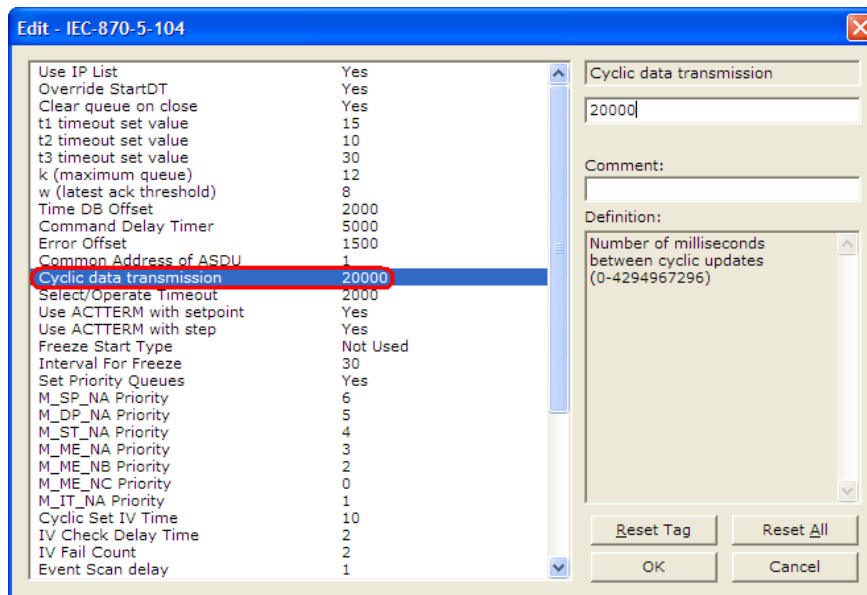 Edit - IEC-870-5-104
Use IP List Yes
Override StartDT Yes
Clear queue on close Yes
t1 timeout set value 15
t2 timeout set value 10
t3 timeout set value 30
k (maximum queue) 12
w (latest ack threshold) 8
Time DB Offset 2000
Command Delay Timer 5000
Error Offset 1500
Common Address of ASDU 1
Cyclic data transmission 20000
Select/Operate Timeout 2000
Use ACTTERM with setpoint Yes
Use ACTTERM with step Yes
Freeze Start Type Not Used
Interval For Freeze 30
Set Priority Queues Yes
M_SP_NA Priority 6
M_DP_NA Priority 5
M_ST_NA Priority 4
M_ME_NA Priority 3
M_ME_NB Priority 2
M_ME_NC Priority 0
M_IT_NA Priority 1
Cyclic Set IV Time 10
IV Check Delay Time 2
IV Fail Count 2
Event Scan delay 1
Cyclic data transmission
20000
Comment:
Definition:
Number of milliseconds
between cyclic updates
(0-4294967296)
Reset Tag
Reset All
OK
Cancel